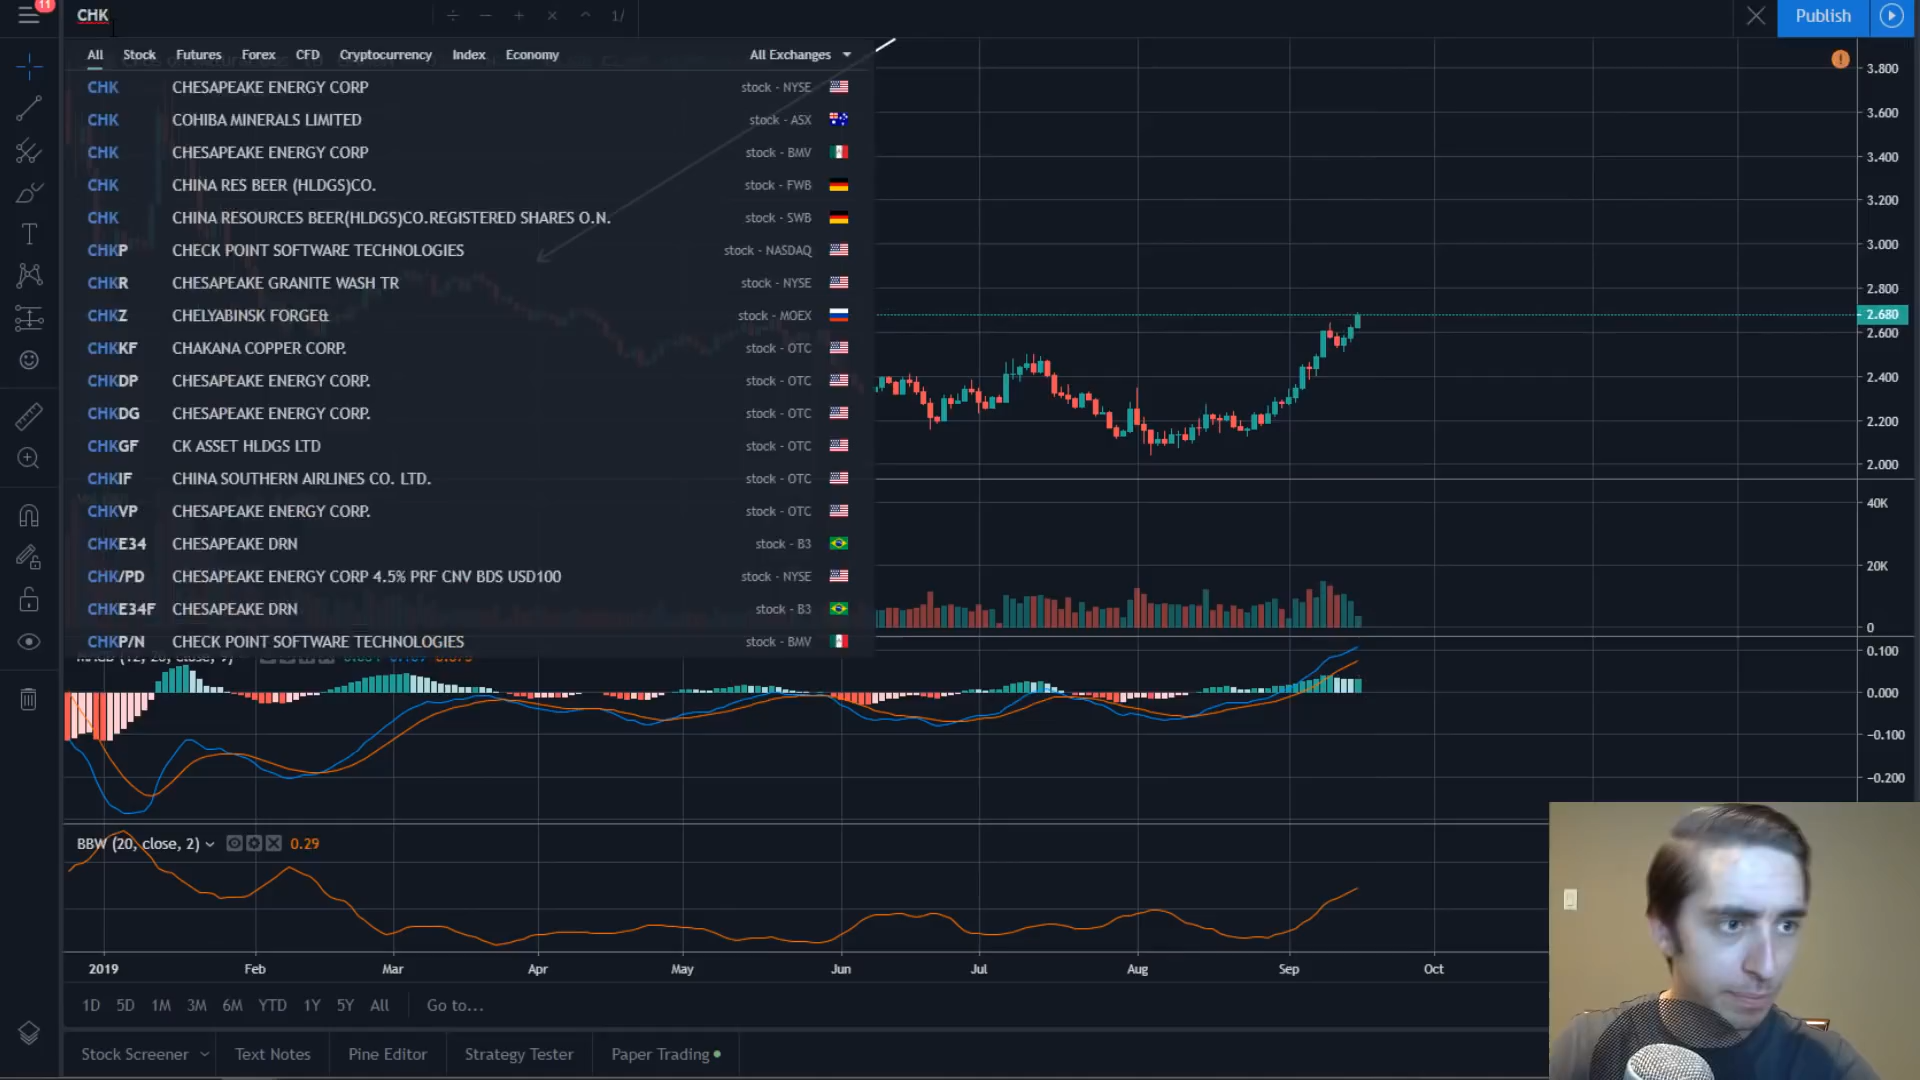 11
CHK
÷ − + × ^ 1/
Publish
All Stock Futures Forex CFD Cryptocurrency Index Economy All Exchanges
CHK CHESAPEAKE ENERGY CORP stock - NYSE
CHK COHIBA MINERALS LIMITED stock - ASX
CHK CHESAPEAKE ENERGY CORP stock - BMV
CHK CHINA RES BEER (HLDGS)CO. stock - FWB
CHK CHINA RESOURCES BEER(HLDGS)CO.REGISTERED SHARES O.N. stock - SWB
CHKP CHECK POINT SOFTWARE TECHNOLOGIES stock - NASDAQ
CHKR CHESAPEAKE GRANITE WASH TR stock - NYSE
CHKZ CHELYABINSK FORGE& stock - MOEX
CHKKF CHAKANA COPPER CORP. stock - OTC
CHKDP CHESAPEAKE ENERGY CORP. stock - OTC
CHKDG CHESAPEAKE ENERGY CORP. stock - OTC
CHKGF CK ASSET HLDGS LTD stock - OTC
CHKIF CHINA SOUTHERN AIRLINES CO. LTD. stock - OTC
CHKVP CHESAPEAKE ENERGY CORP. stock - OTC
CHKE34 CHESAPEAKE DRN stock - B3
CHK/PD CHESAPEAKE ENERGY CORP 4.5% PRF CNV BDS USD100 stock - NYSE
CHKE34F CHESAPEAKE DRN stock - B3
CHKP/N CHECK POINT SOFTWARE TECHNOLOGIES stock - BMV
3.800
3.600
3.400
3.200
3.000
2.800
2.680
2.600
2.400
2.200
2.000
40K
20K
0
0.100
0.000
−0.100
−0.200
BBW (20, close, 2) 0.29
2019 Feb Mar Apr May Jun Jul Aug Sep Oct
1D 5D 1M 3M 6M YTD 1Y 5Y All Go to...
Stock Screener Text Notes Pine Editor Strategy Tester Paper Trading